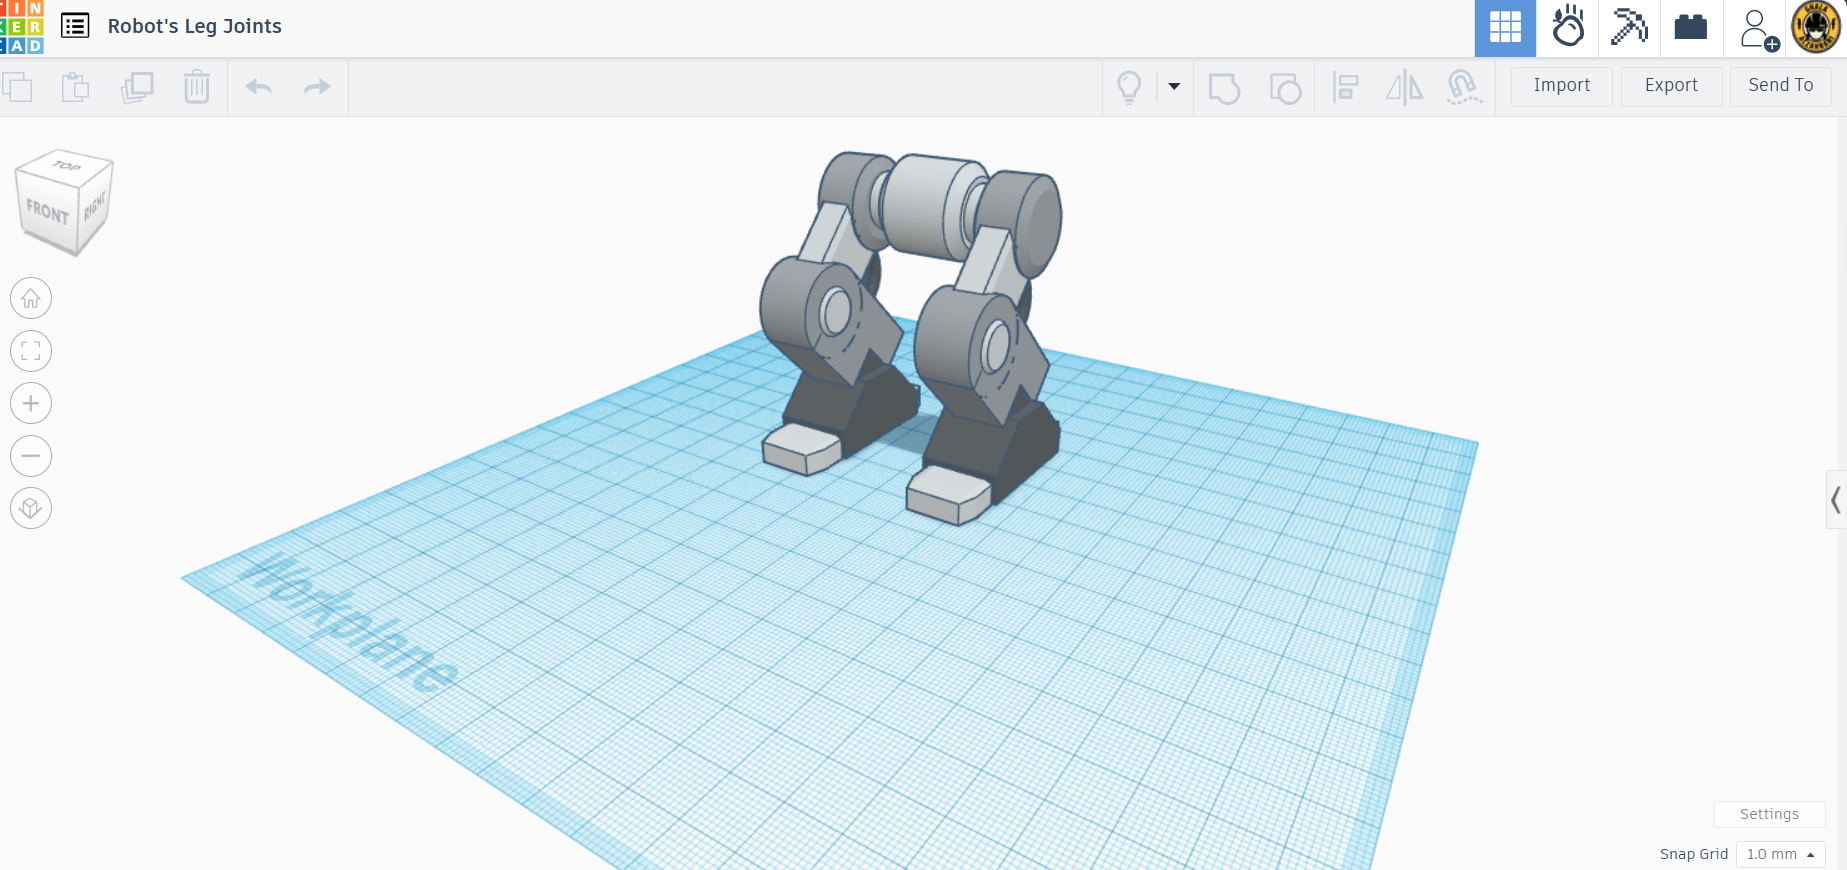 TIN
KER
CAD
Robot's Leg Joints
Import
Export
Send To
TOP
FRONT
RIGHT
Workplane
Settings
Snap Grid
1.0 mm